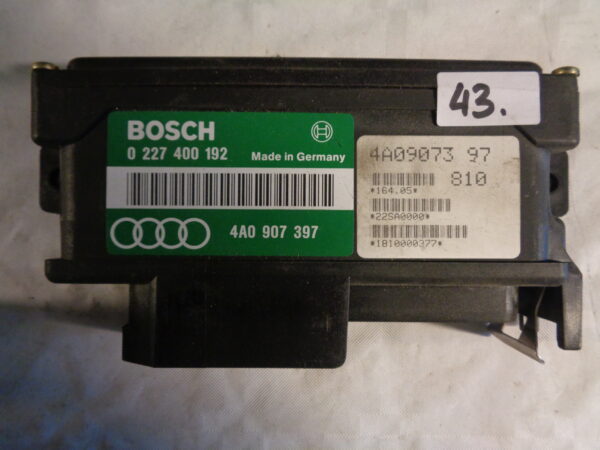 43.
BOSCH
0 227 400 192
Made in Germany
4A0 907 397
4A09073 97
810
*164.05*
*22SA0000*
*1810000377*